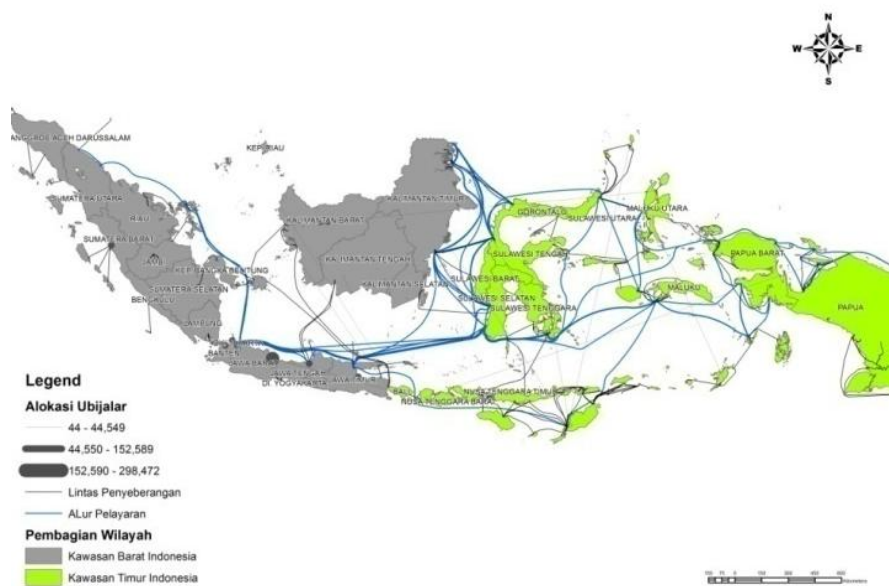 N
W E
S
ANGGROE ACEH DARUSSALAM
KEP. RIAU
SUMATERA UTARA
RIAU
SUMATERA BARAT
JAMBI
KEP. BANGKA BELITUNG
SUMATERA SELATAN
BENGKULU
LAMPUNG
BANTEN
JAWA BARAT
JAWA TENGAH
DI. YOGYAKARTA
JAWA TIMUR
BALI
NUSA TENGGARA BARAT
NUSA TENGGARA TIMUR
KALIMANTAN BARAT
KALIMANTAN TIMUR
KALIMANTAN TENGAH
KALIMANTAN SELATAN
GORONTALO
SULAWESI UTARA
SULAWESI TENGAH
SULAWESI BARAT
SULAWESI SELATAN
SULAWESI TENGGARA
MALUKU UTARA
MALUKU
PAPUA BARAT
PAPUA
Legend
Alokasi Ubijalar
44 - 44,549
44,550 - 152,589
152,590 - 298,472
Lintas Penyeberangan
ALur Pelayaran
Pembagian Wilayah
Kawasan Barat Indonesia
Kawasan Timur Indonesia
Kilometers